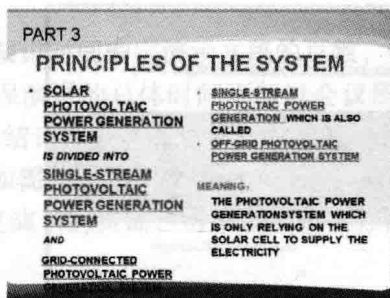 PART 3
PRINCIPLES OF THE SYSTEM
• SOLAR
PHOTOVOLTAIC
POWER GENERATION
SYSTEM
IS DIVIDED INTO
SINGLE-STREAM
PHOTOVOLTAIC
POWER GENERATION
SYSTEM
AND
GRID-CONNECTED
PHOTOVOLTAIC POWER
GENERATION SYSTEM
SINGLE-STREAM
PHOTOLTAIC POWER
GENERATION WHICH IS ALSO
CALLED
• OFF-GRID PHOTOVOLTAIC
POWER GENERATION SYSTEM
MEANING:
THE PHOTOVOLTAIC POWER
GENERATIONSYSTEM WHICH
IS ONLY RELYING ON THE
SOLAR CELL TO SUPPLY THE
ELECTRICITY